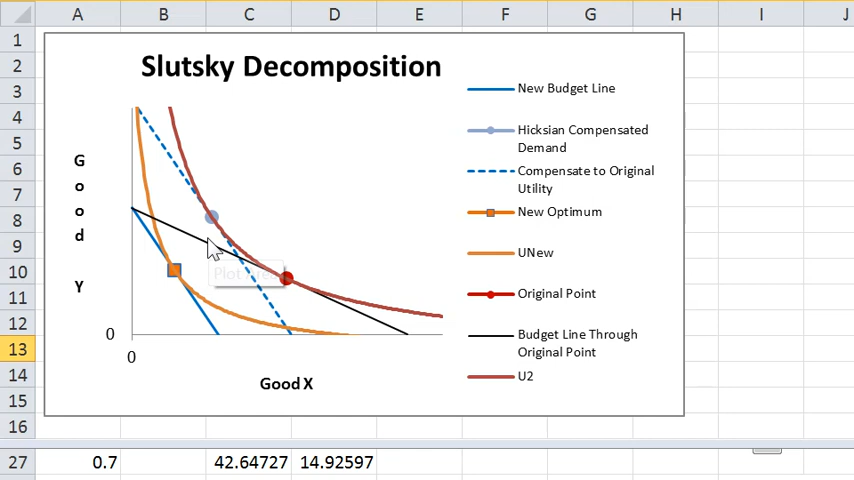 A B C D E F G H I J
1
2
3
4
5
6
7
8
9
10
11
12
13
14
15
16
27
Slutsky Decomposition
G
o
o
d
Y
0
0
Good X
Plot Area
New Budget Line
Hicksian Compensated
Demand
Compensate to Original
Utility
New Optimum
UNew
Original Point
Budget Line Through
Original Point
U2
0.7 42.64727 14.92597